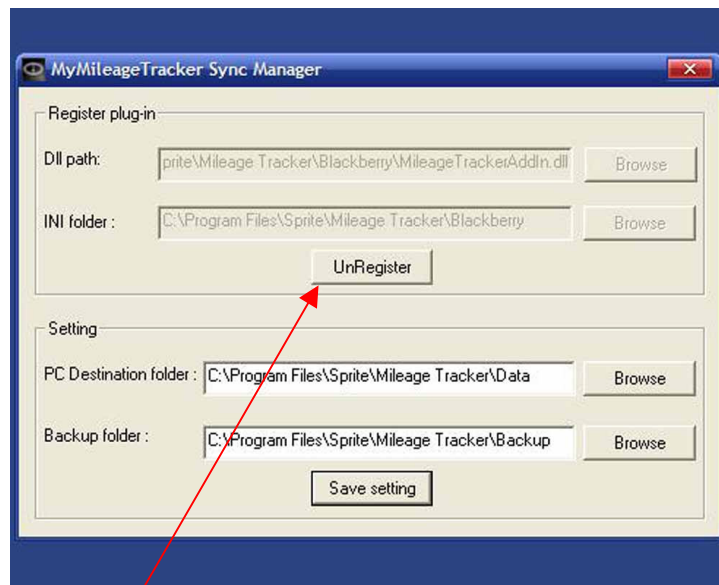 MyMileageTracker Sync Manager
Register plug-in
Dll path: prite\Mileage Tracker\Blackberry\MileageTrackerAddIn.dll Browse
INI folder : C:\Program Files\Sprite\Mileage Tracker\Blackberry Browse
UnRegister
Setting
PC Destination folder : C:\Program Files\Sprite\Mileage Tracker\Data Browse
Backup folder : C:\Program Files\Sprite\Mileage Tracker\Backup Browse
Save setting